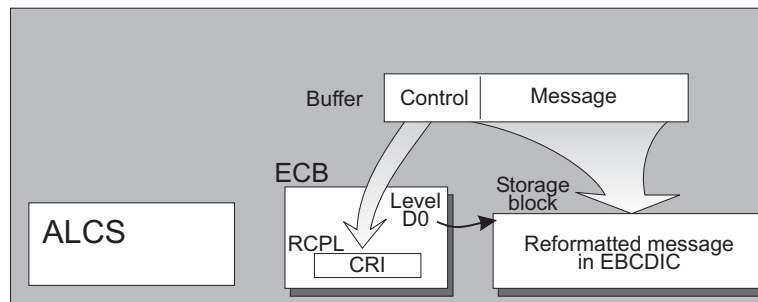 Buffer
Control
Message
ECB
Level
D0
Storage
block
ALCS
RCPL
CRI
Reformatted message
in EBCDIC